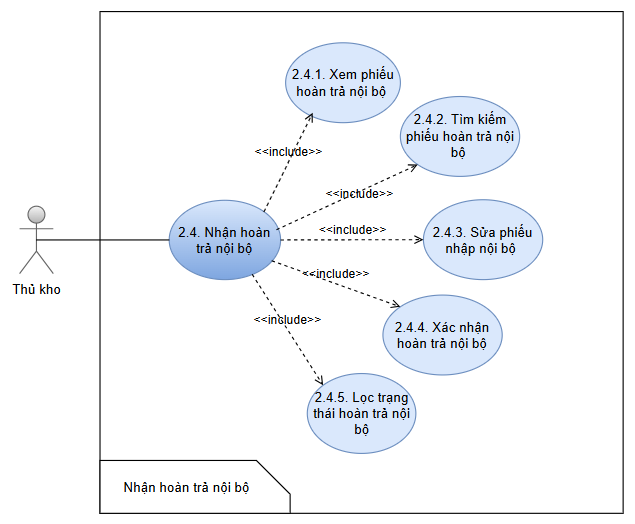 2.4.1. Xem phiếu
hoàn trả nội bộ
2.4.2. Tìm kiếm
phiếu hoàn trả nội
bộ
<<include>>
<<include>>
2.4. Nhận hoàn
trả nội bộ
<<include>>
2.4.3. Sửa phiếu
nhập nội bộ
<<include>>
Thủ kho
<<include>>
2.4.4. Xác nhận
hoàn trả nội bộ
2.4.5. Lọc trạng
thái hoàn trả nội
bộ
Nhận hoàn trả nội bộ